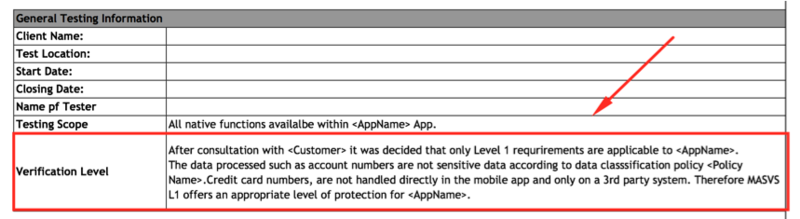 General Testing Information
Client Name:
Test Location:
Start Date:
Closing Date:
Name pf Tester
Testing Scope All native functions availalbe within <AppName> App.
After consultation with <Customer> it was decided that only Level 1 requrirements are applicable to <AppName>.
The data processed such as account numbers are not sensitive data according to data classsification policy <Policy
Verification Level Name>.Credit card numbers, are not handled directly in the mobile app and only on a 3rd party system. Therefore MASVS
L1 offers an appropriate level of protection for <AppName>.